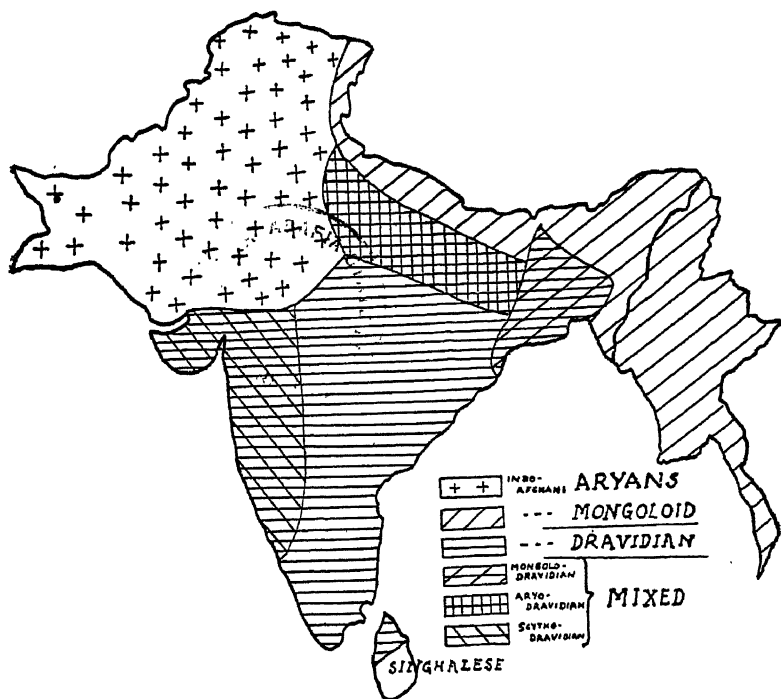 INDO-AFGHANS ARYANS
--- MONGOLOID
--- DRAVIDIAN
MONGOLO-DRAVIDIAN
ARYO-DRAVIDIAN
SCYTHO-DRAVIDIAN
MIXED
SINGHALESE